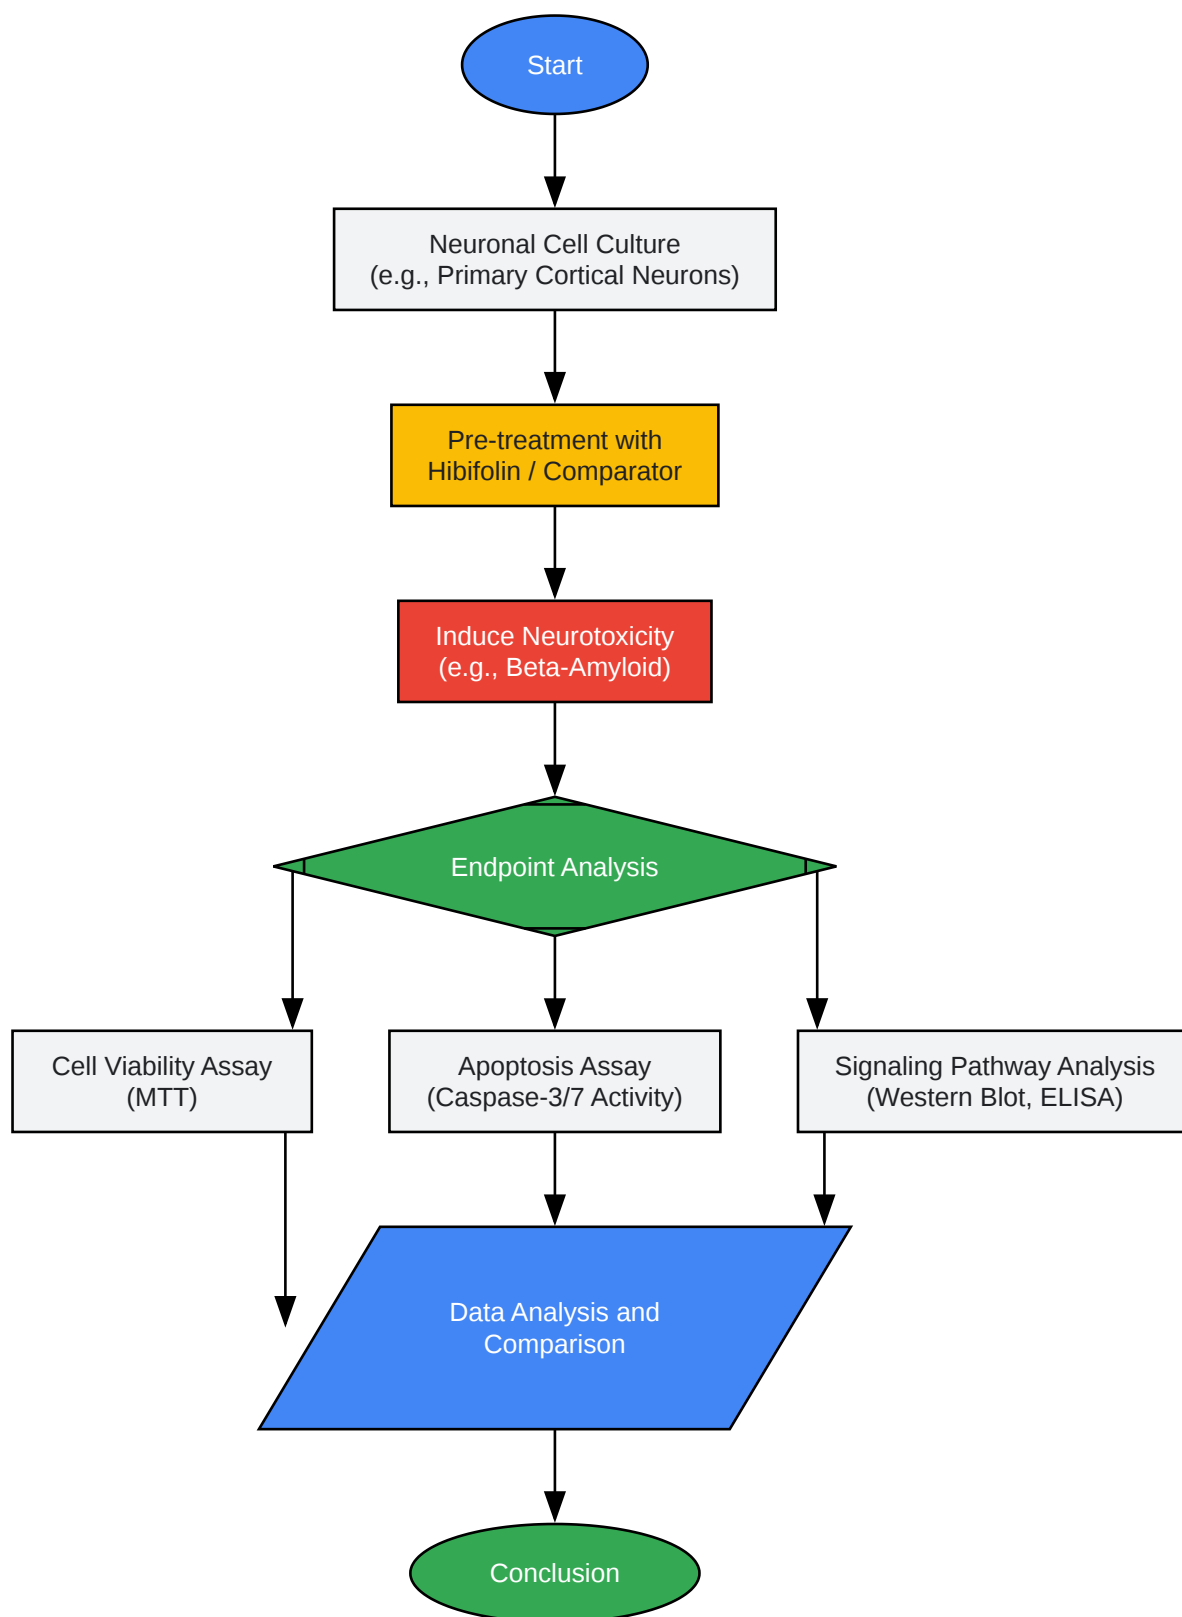 Start
Neuronal Cell Culture
(e.g., Primary Cortical Neurons)
Pre-treatment with
Hibifolin / Comparator
Induce Neurotoxicity
(e.g., Beta-Amyloid)
Endpoint Analysis
Cell Viability Assay
(MTT)
Apoptosis Assay
(Caspase-3/7 Activity)
Signaling Pathway Analysis
(Western Blot, ELISA)
Data Analysis and
Comparison
Conclusion